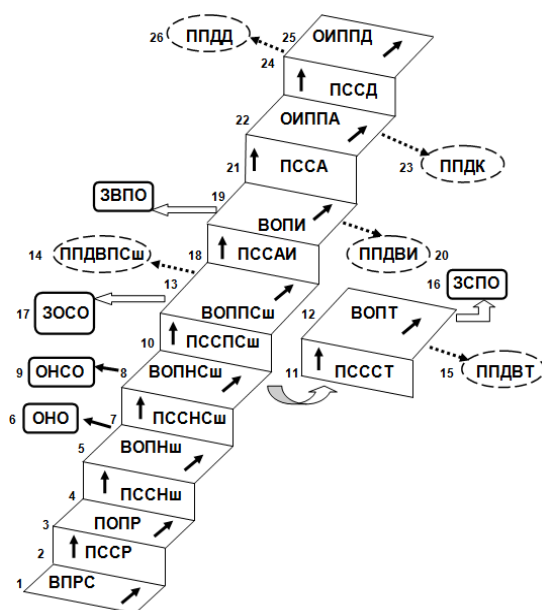 26 ППДД
25 ОИППД
24
ПССД
22 ОИППА
21 ПССА
23 ППДК
ЗВПО
19
ВОПИ
14 ППДВПСш
18 ПССАИ
ППДВИ 20
13
17 ЗОСО
ВОППСш
16 ЗСПО
12 ВОПТ
10 ПССПСш
9 ОНСО
8 ВОПНСш
11 ПСССТ
15 ППДВТ
6 ОНО
7 ПССНСш
5 ВОПНш
4 ПССНш
3 ПОПР
2 ПССР
1 ВПРС